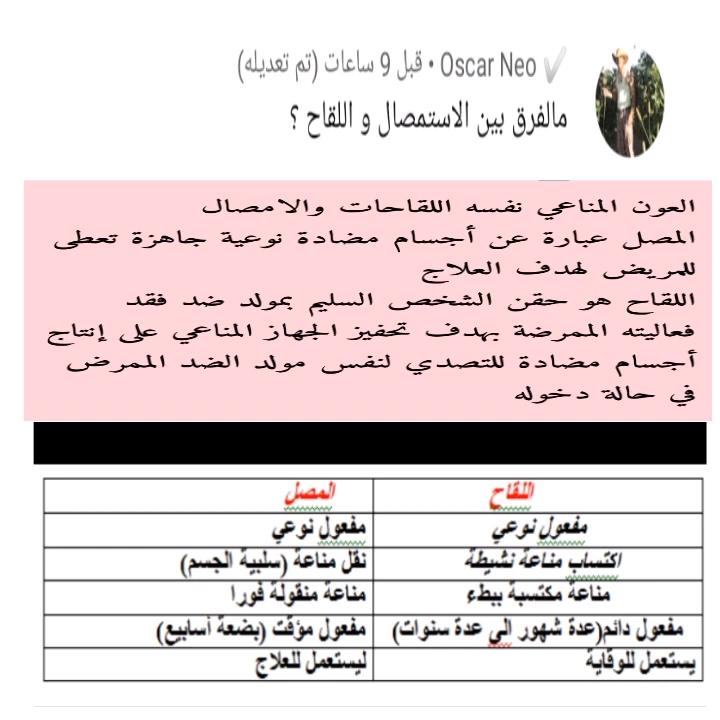 Oscar Neo • قبل 9 ساعات (تم تعديله)
مالفرق بين الاستمصال و اللقاح ؟
العون المناعي نفسه اللقاحات والامصال
المصل عبارة عن أجسام مضادة نوعية جاهزة تعطى
للمريض لهدف العلاج
اللقاح هو حقن الشخص السليم بمولد ضد فقد
فعاليته الممرضة بهدف تحفيز الجهاز المناعي على إنتاج
أجسام مضادة للتصدي لنفس مولد الضد الممرض
في حالة دخوله
اللقاح المصل
مفعول نوعي مفعول نوعي
اكتساب مناعة نشيطة نقل مناعة (سلبية الجسم)
مناعة مكتسبة ببطء مناعة منقولة فورا
مفعول دائم(عدة شهور الي عدة سنوات) مفعول مؤقت (بضعة أسابيع)
يستعمل للوقاية ليستعمل للعلاج